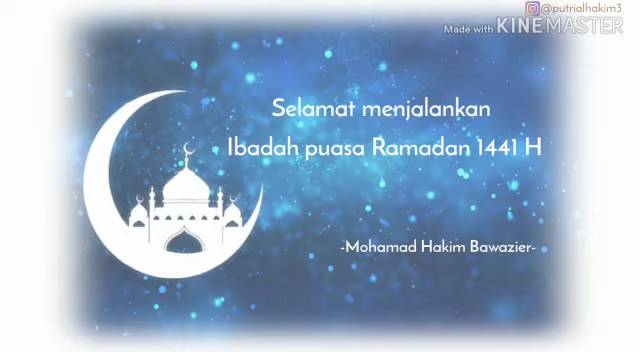 @putrialhakim3
Made with KINEMASTER
Selamat menjalankan
Ibadah puasa Ramadan 1441 H
-Mohamad Hakim Bawazier-